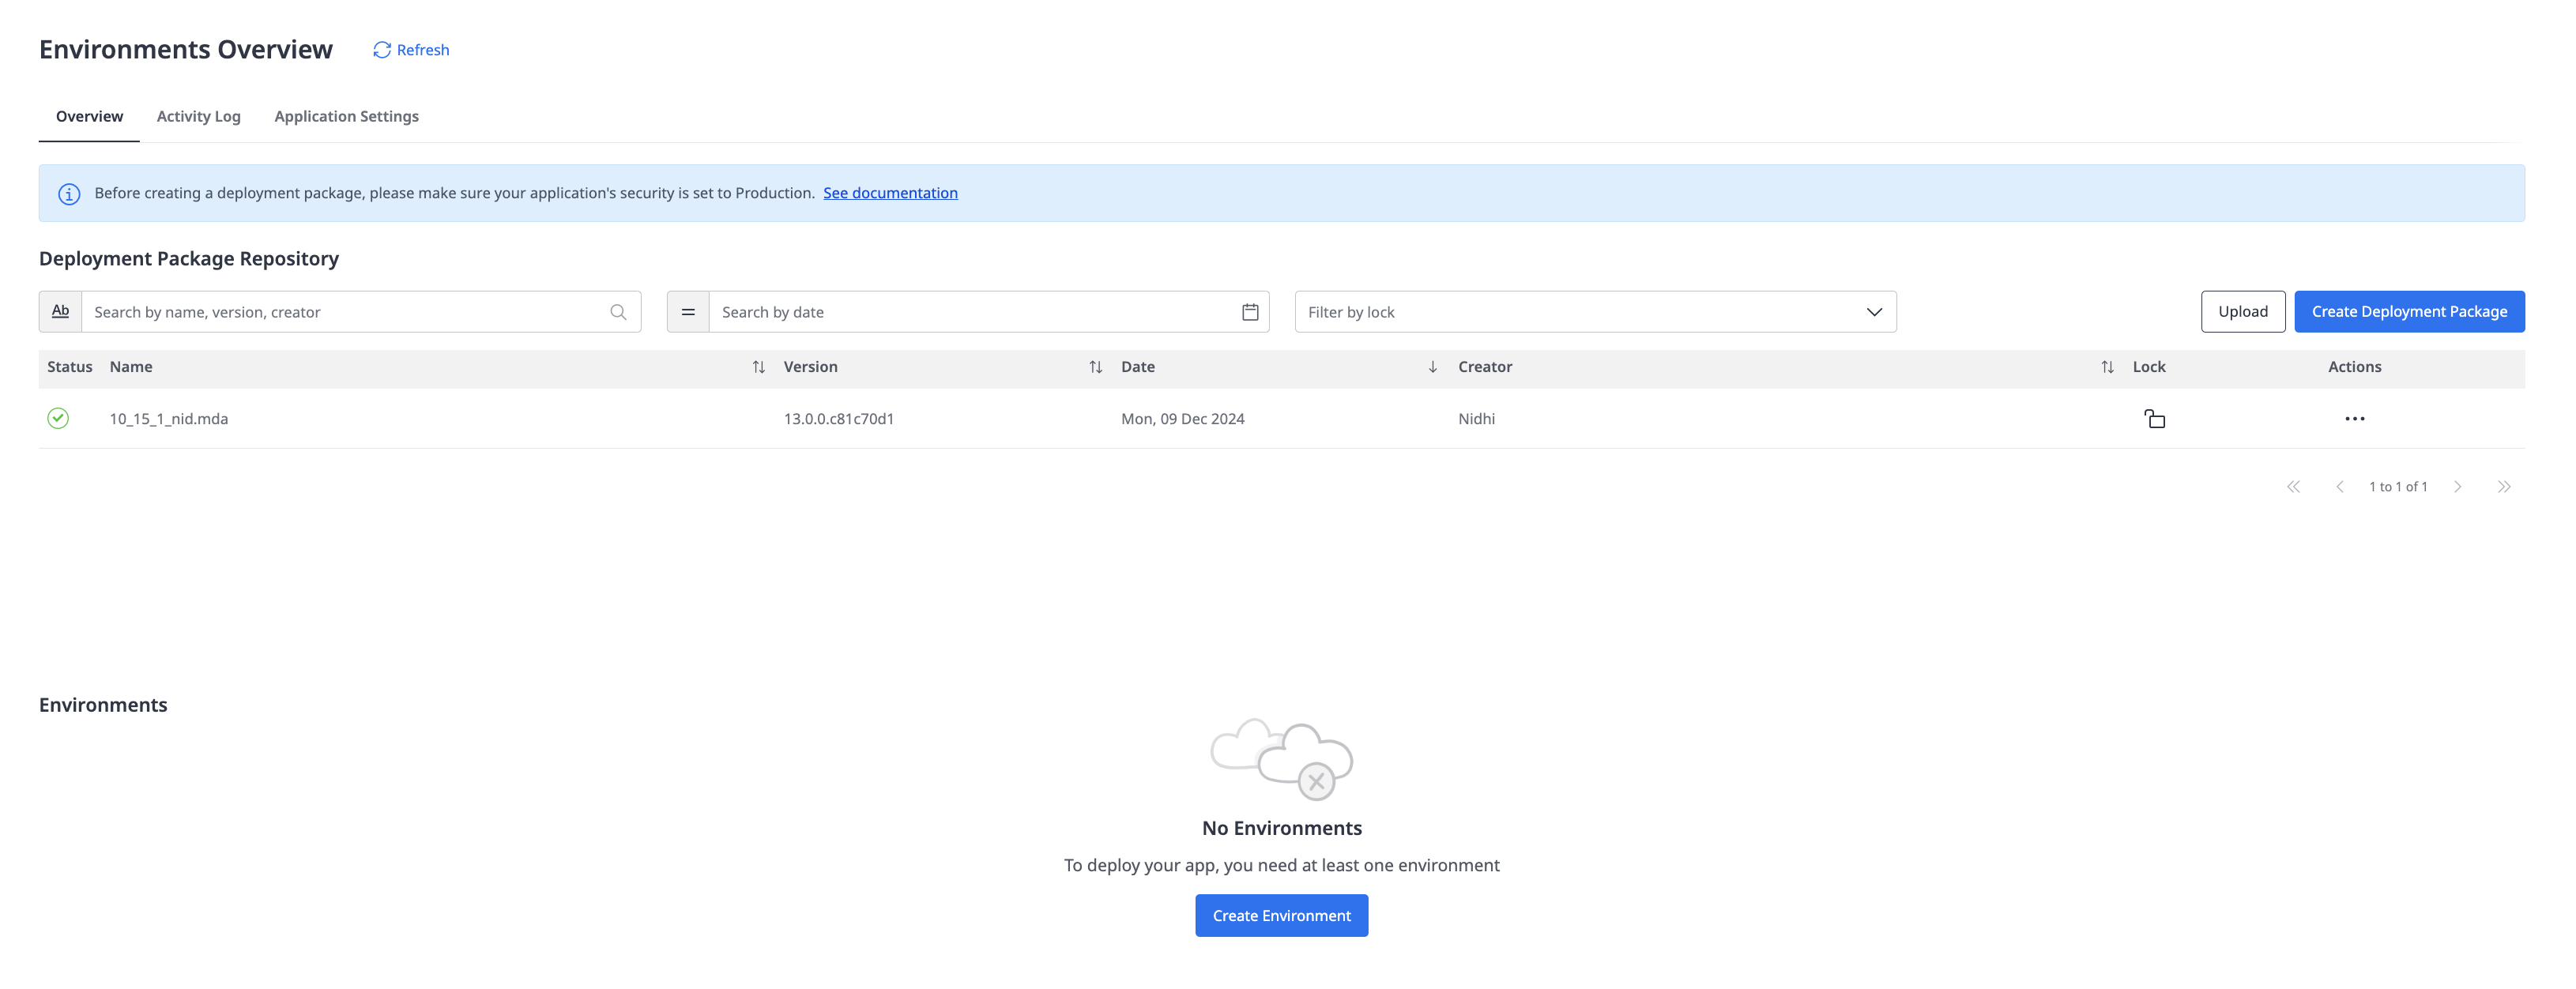 Environments Overview Refresh
Overview Activity Log Application Settings
Before creating a deployment package, please make sure your application's security is set to Production. See documentation
Deployment Package Repository
Ab Search by name, version, creator = Search by date Filter by lock Upload Create Deployment Package
Status Name Version Date Creator Lock Actions
10_15_1_nid.mda 13.0.0.c81c70d1 Mon, 09 Dec 2024 Nidhi
1 to 1 of 1
Environments
No Environments
To deploy your app, you need at least one environment
Create Environment